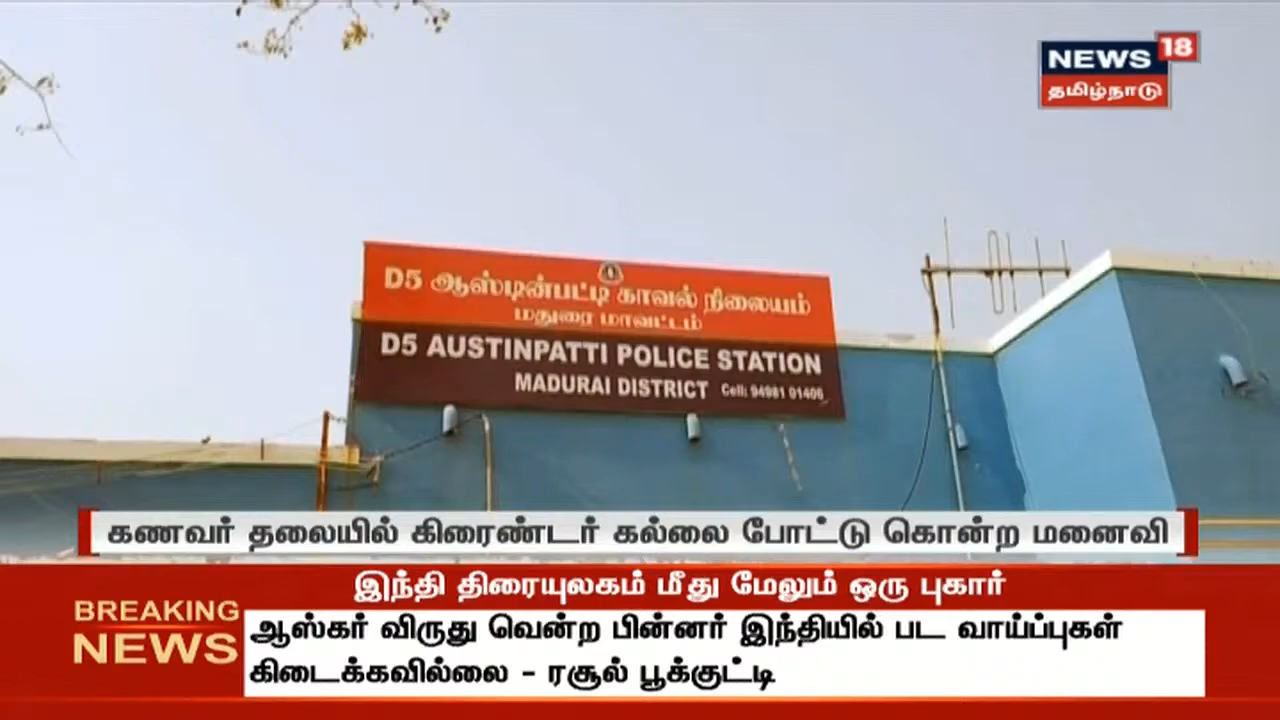 NEWS 18
தமிழ்நாடு
D5 ஆஸ்டின்பட்டி காவல் நிலையம்
மதுரை மாவட்டம்
D5 AUSTINPATTI POLICE STATION
MADURAI DISTRICT Cell: 94981 01406
கணவர் தலையில் கிரைண்டர் கல்லை போட்டு கொன்ற மனைவி
இந்தி திரையுலகம் மீது மேலும் ஒரு புகார்
BREAKING
NEWS
ஆஸ்கர் விருது வென்ற பின்னர் இந்தியில் பட வாய்ப்புகள்
கிடைக்கவில்லை - ரசூல் பூக்குட்டி